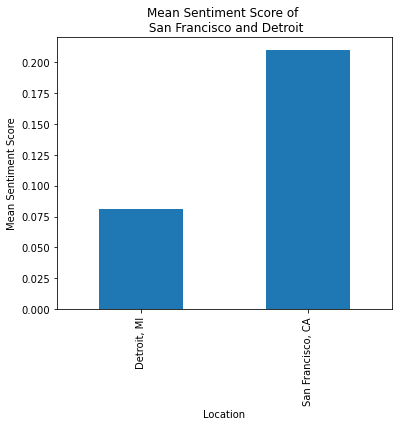 Mean Sentiment Score of
San Francisco and Detroit
Mean Sentiment Score
0.200
0.175
0.150
0.125
0.100
0.075
0.050
0.025
0.000
Detroit, MI
San Francisco, CA
Location